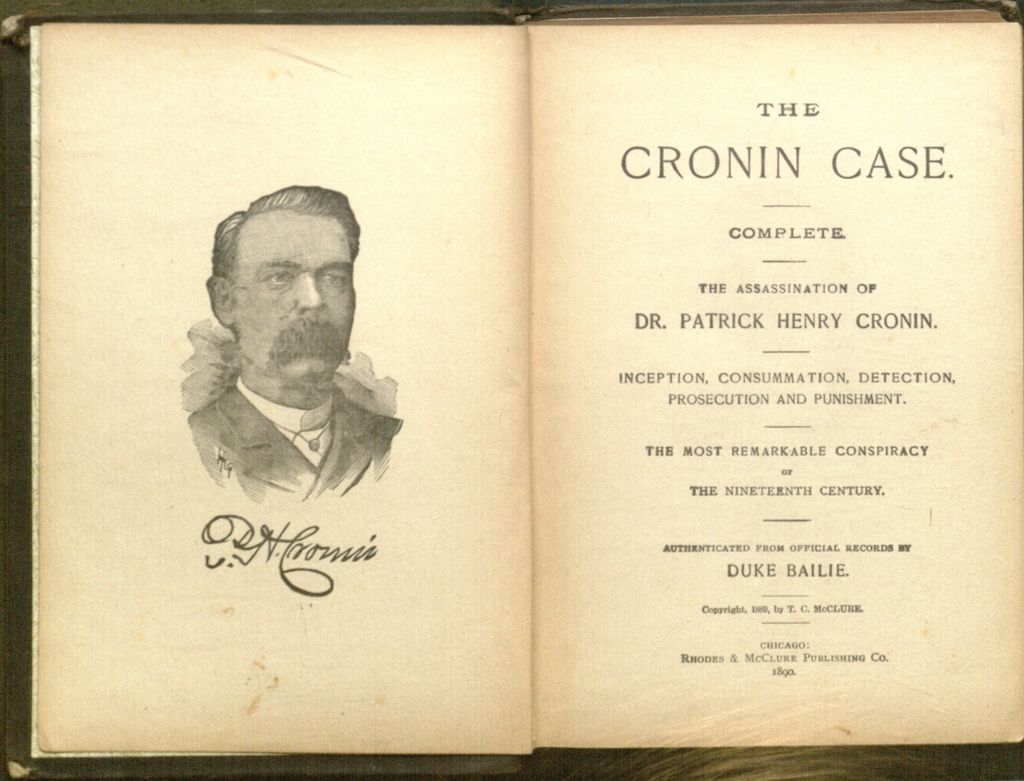 P. H. Cronin
THE
CRONIN CASE.
COMPLETE.
THE ASSASSINATION OF
DR. PATRICK HENRY CRONIN.
INCEPTION, CONSUMMATION, DETECTION,
PROSECUTION AND PUNISHMENT.
THE MOST REMARKABLE CONSPIRACY
OF
THE NINETEENTH CENTURY.
AUTHENTICATED FROM OFFICIAL RECORDS BY
DUKE BAILIE.
Copyright, 1889, by T. C. McCLURE.
CHICAGO:
RHODES & McCLURE PUBLISHING CO.
1890.